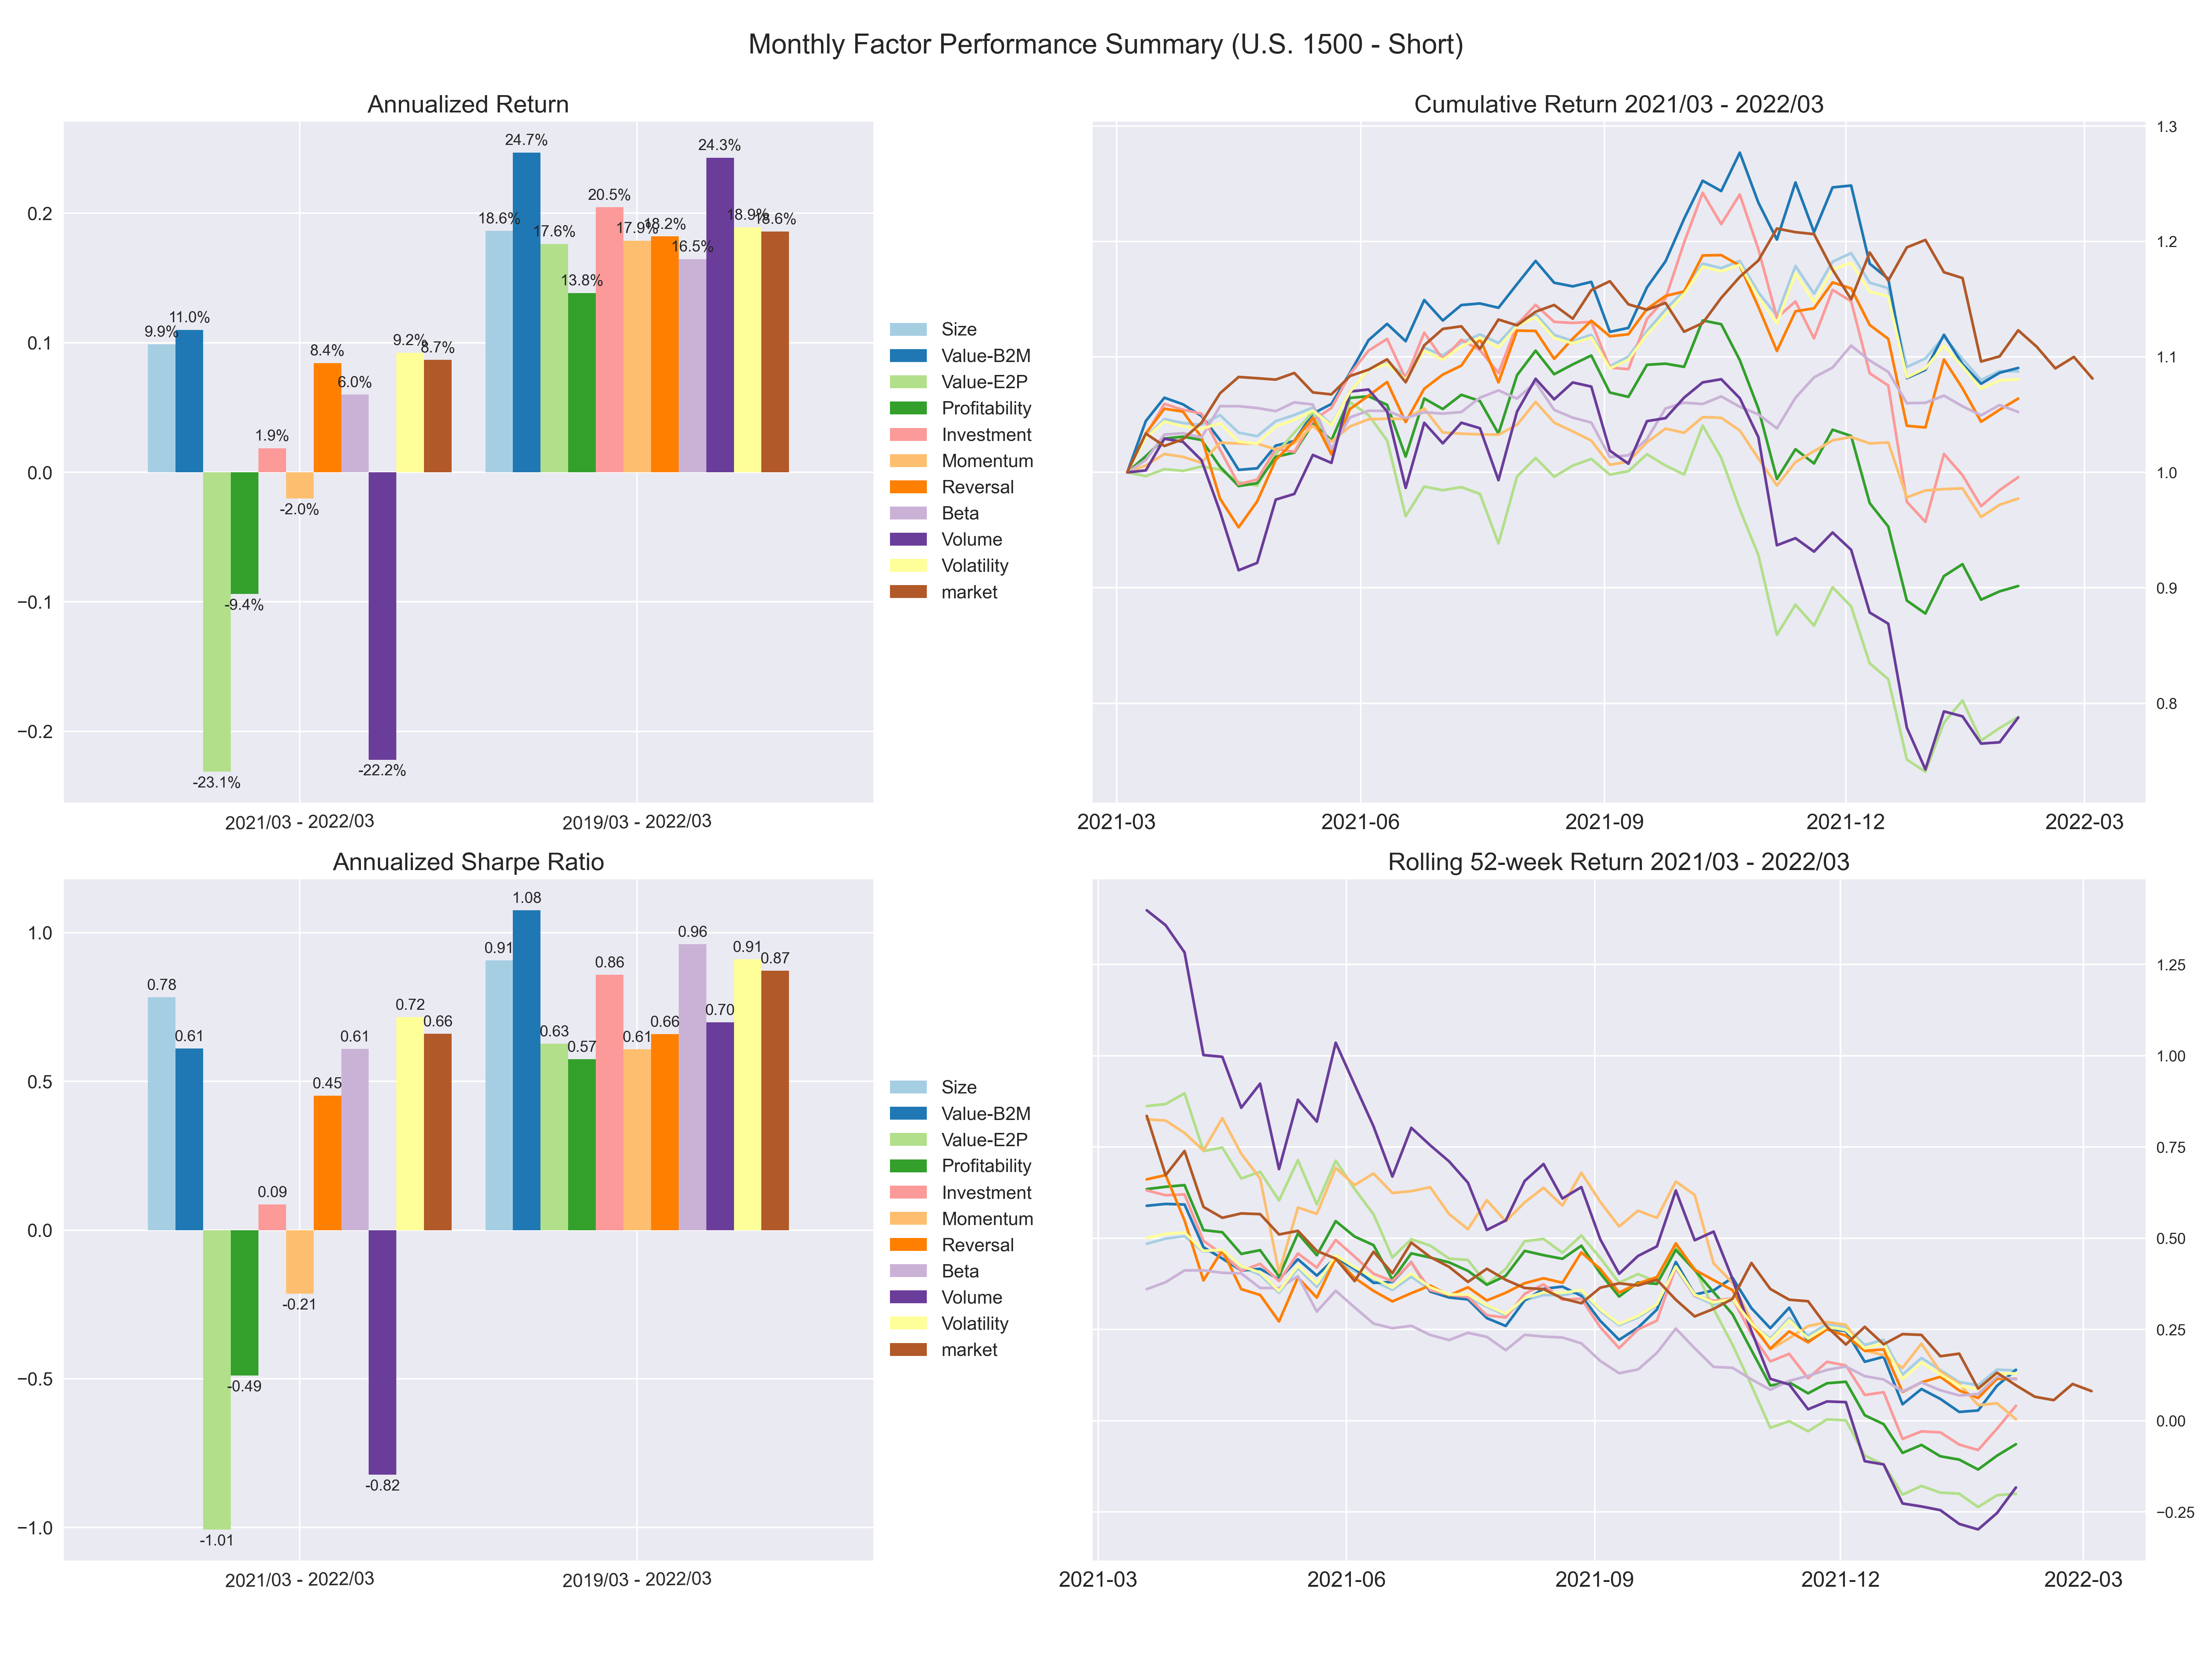 Monthly Factor Performance Summary (U.S. 1500 - Short)
Annualized Return
24.7%
24.3%
20.5%
18.6%
18.9%
18.6%
17.6%
17.9%
18.2%
16.5%
13.8%
11.0%
9.9%
9.2%
8.7%
8.4%
6.0%
1.9%
-2.0%
-9.4%
-22.2%
-23.1%
0.2
0.1
0.0
−0.1
−0.2
2021/03 - 2022/03
2019/03 - 2022/03
Size
Value-B2M
Value-E2P
Profitability
Investment
Momentum
Reversal
Beta
Volume
Volatility
market
Cumulative Return 2021/03 - 2022/03
1.3
1.2
1.1
1.0
0.9
0.8
2021-03
2021-06
2021-09
2021-12
2022-03
Annualized Sharpe Ratio
1.08
0.96
0.91
0.91
0.87
0.86
0.78
0.72
0.70
0.66
0.66
0.63
0.61
0.61
0.61
0.57
0.45
0.09
-0.21
-0.49
-0.82
-1.01
1.0
0.5
0.0
−0.5
−1.0
2021/03 - 2022/03
2019/03 - 2022/03
Size
Value-B2M
Value-E2P
Profitability
Investment
Momentum
Reversal
Beta
Volume
Volatility
market
Rolling 52-week Return 2021/03 - 2022/03
1.25
1.00
0.75
0.50
0.25
0.00
−0.25
2021-03
2021-06
2021-09
2021-12
2022-03